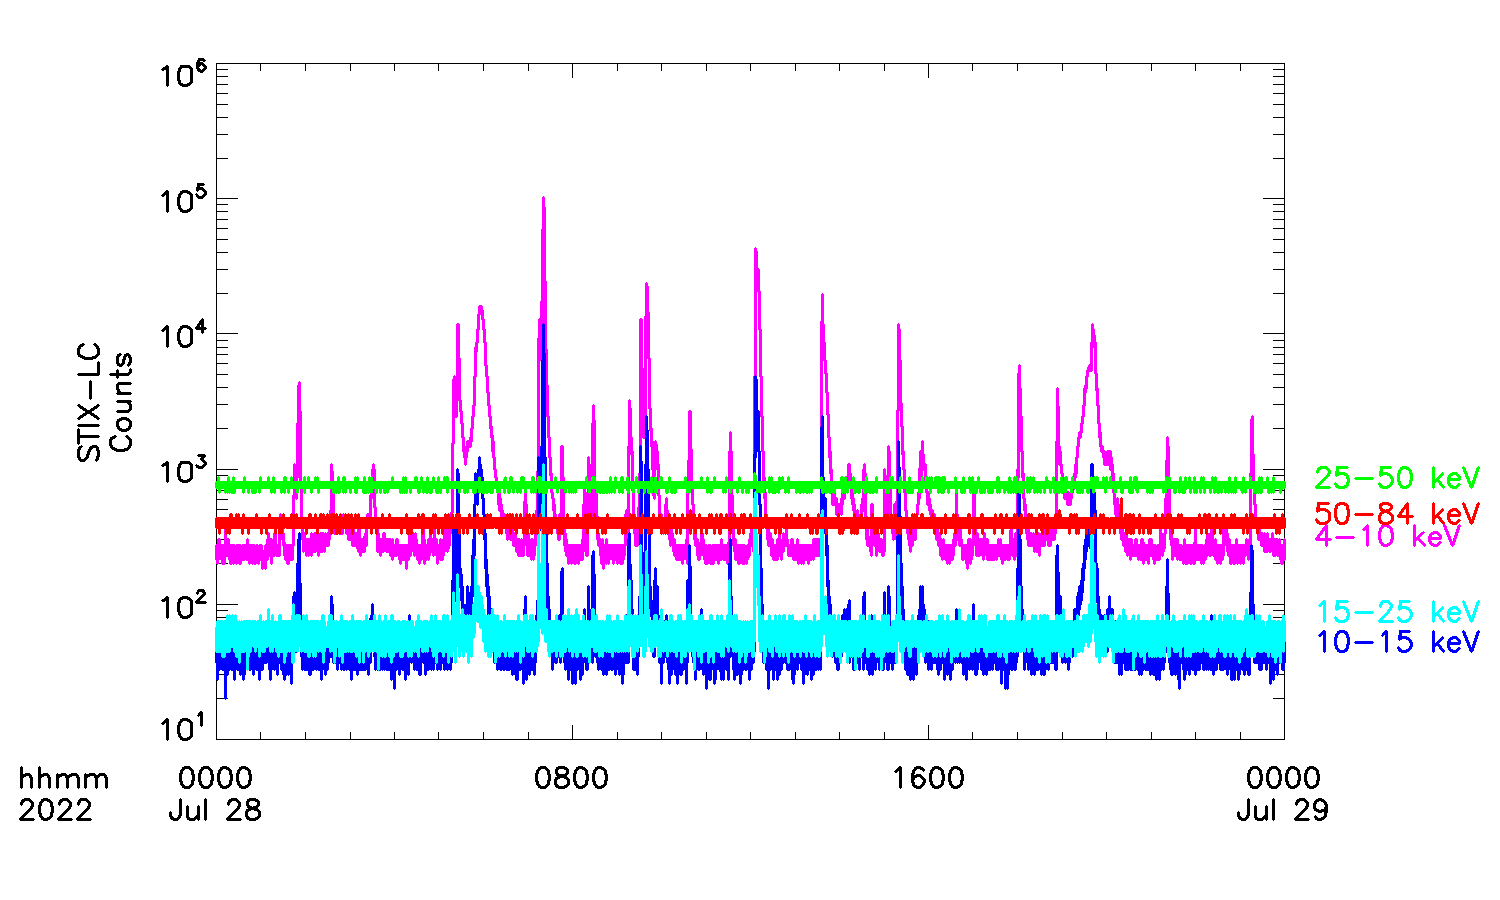 10^6
10^5
10^4
10^3
10^2
10^1
STIX-LC
Counts
25-50 keV
50-84 keV
4-10 keV
15-25 keV
10-15 keV
hhmm 0000 0800 1600 0000
2022 Jul 28 Jul 29